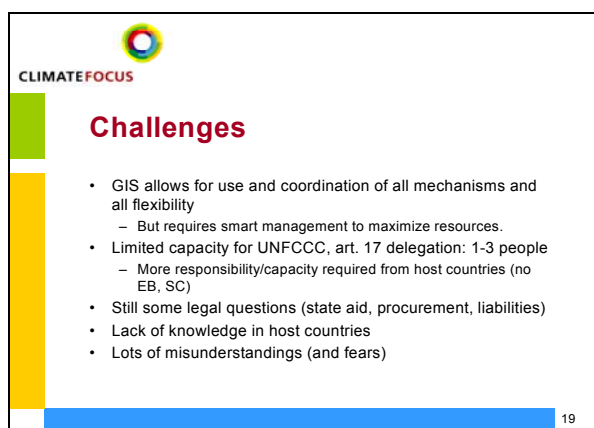 CLIMATEFOCUS
Challenges
• GIS allows for use and coordination of all mechanisms and
all flexibility
– But requires smart management to maximize resources.
• Limited capacity for UNFCCC, art. 17 delegation: 1-3 people
– More responsibility/capacity required from host countries (no
EB, SC)
• Still some legal questions (state aid, procurement, liabilities)
• Lack of knowledge in host countries
• Lots of misunderstandings (and fears)
19